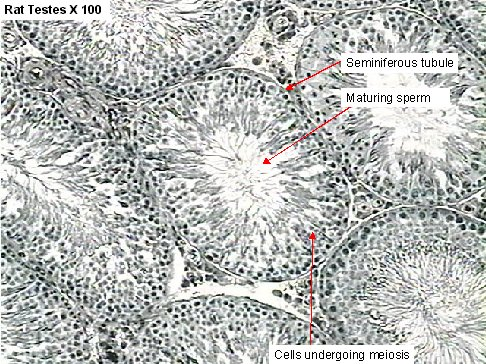 Rat Testes X 100
Seminiferous tubule
Maturing sperm
Cells undergoing meiosis